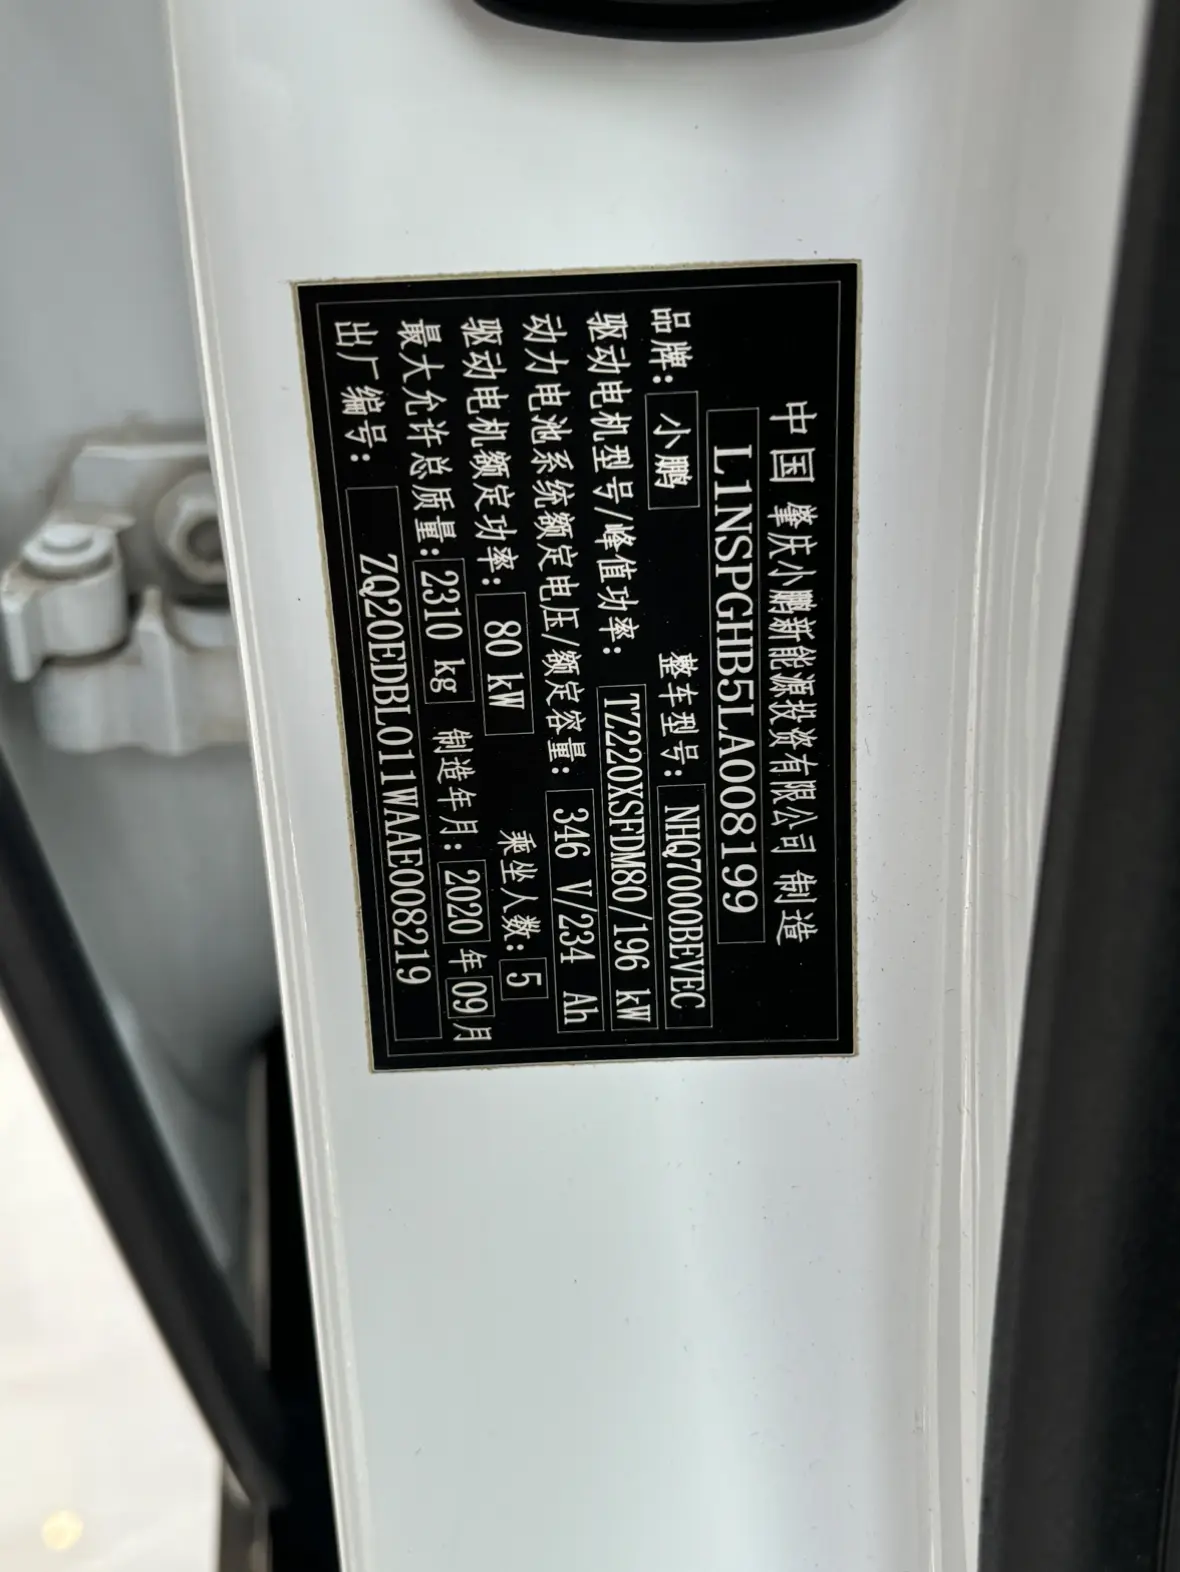 中国 肇庆小鹏新能源投资有限公司 制造
L1NSPGHB5LA008199
品牌: 小鹏 整车型号: NHQ7000BEVEC
驱动电机型号/峰值功率: TZ220XSFDM80/196 kW
动力电池系统额定电压/额定容量: 346 V/234 Ah
驱动电机额定功率: 80 kW 乘坐人数: 5
最大允许总质量: 2310 kg 制造年月: 2020 年 09 月
出厂编号: ZQ20EDBL011WAAE008219